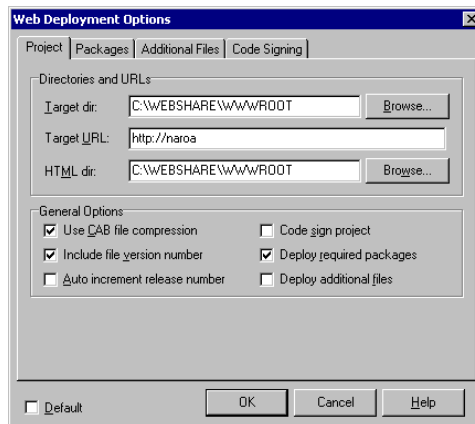 Web Deployment Options
Project Packages Additional Files Code Signing
Directories and URLs
Target dir: C:\WEBSHARE\WWWROOT Browse...
Target URL: http://naroa
HTML dir: C:\WEBSHARE\WWWROOT Browse...
General Options
Use CAB file compression Code sign project
Include file version number Deploy required packages
Auto increment release number Deploy additional files
Default OK Cancel Help